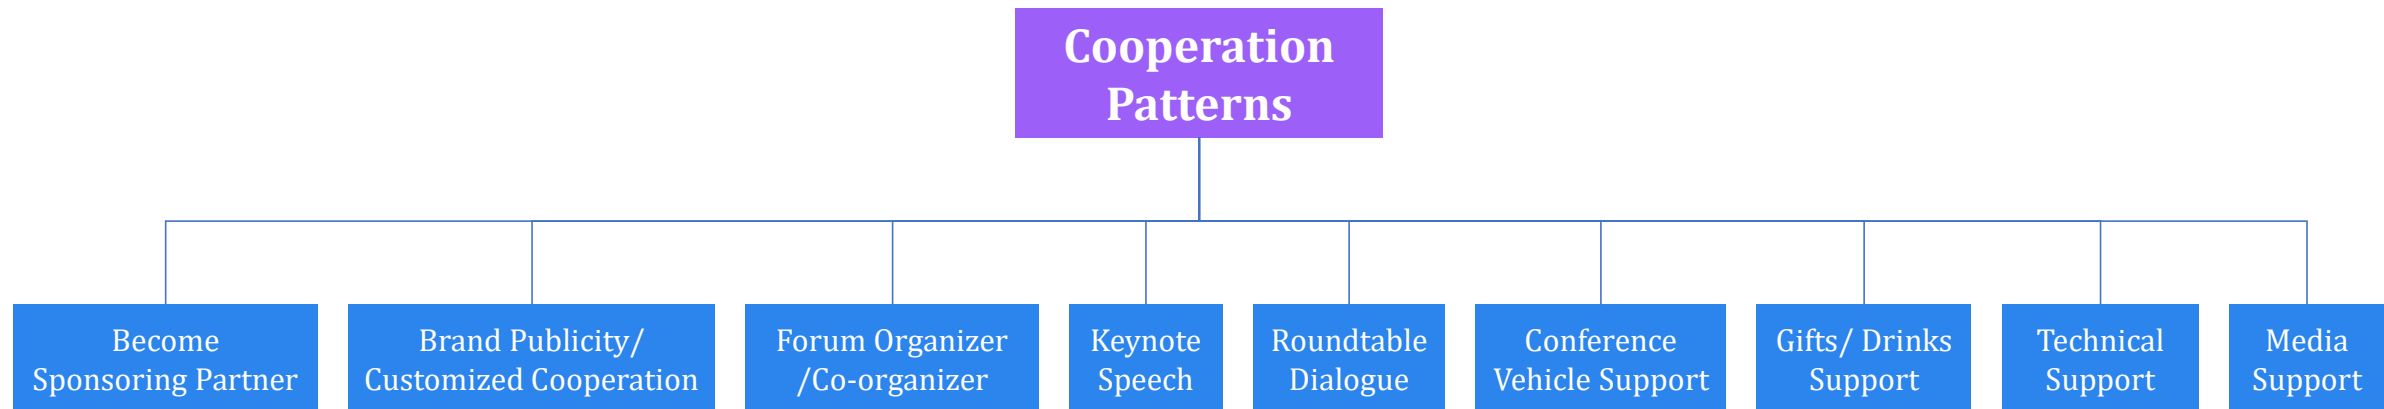 Cooperation
Patterns
Become
Sponsoring Partner
Brand Publicity/
Customized Cooperation
Forum Organizer
/Co-organizer
Keynote
Speech
Roundtable
Dialogue
Conference
Vehicle Support
Gifts/ Drinks
Support
Technical
Support
Media
Support